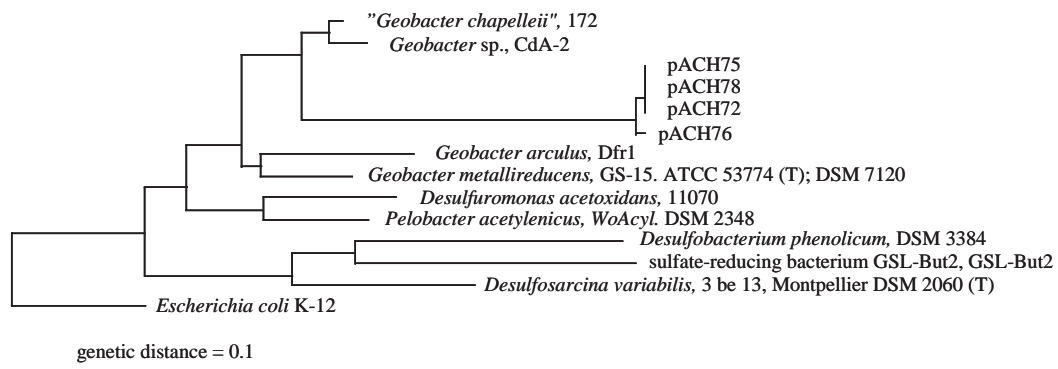 ”Geobacter chapelleii", 172
Geobacter sp., CdA-2
pACH75
pACH78
pACH72
pACH76
Geobacter arculus, Dfr1
Geobacter metallireducens, GS-15. ATCC 53774 (T); DSM 7120
Desulfuromonas acetoxidans, 11070
Pelobacter acetylenicus, WoAcyl. DSM 2348
Desulfobacterium phenolicum, DSM 3384
sulfate-reducing bacterium GSL-But2, GSL-But2
Desulfosarcina variabilis, 3 be 13, Montpellier DSM 2060 (T)
Escherichia coli K-12
genetic distance = 0.1